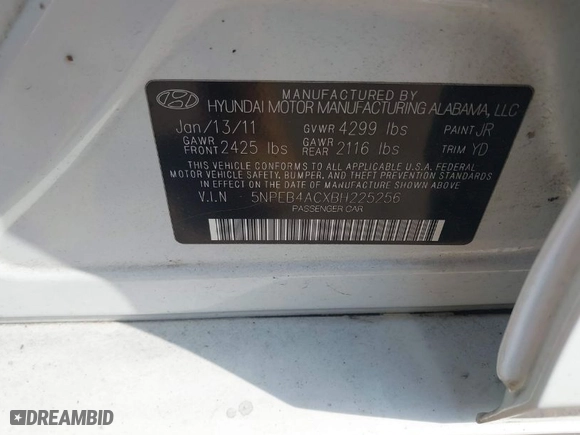 MANUFACTURED BY
HYUNDAI MOTOR MANUFACTURING ALABAMA, LLC
Jan/13/11 GVWR 4299 lbs PAINT JR
GAWR FRONT 2425 lbs GAWR REAR 2116 lbs TRIM YD
THIS VEHICLE CONFORMS TO ALL APPLICABLE U.S.A. FEDERAL
MOTOR VEHICLE SAFETY, BUMPER, AND THEFT PREVENTION STANDARDS
IN EFFECT ON THE DATE OF MANUFACTURE SHOWN ABOVE.
V.I.N 5NPEB4ACXBH225256
PASSENGER CAR
DREAMBID